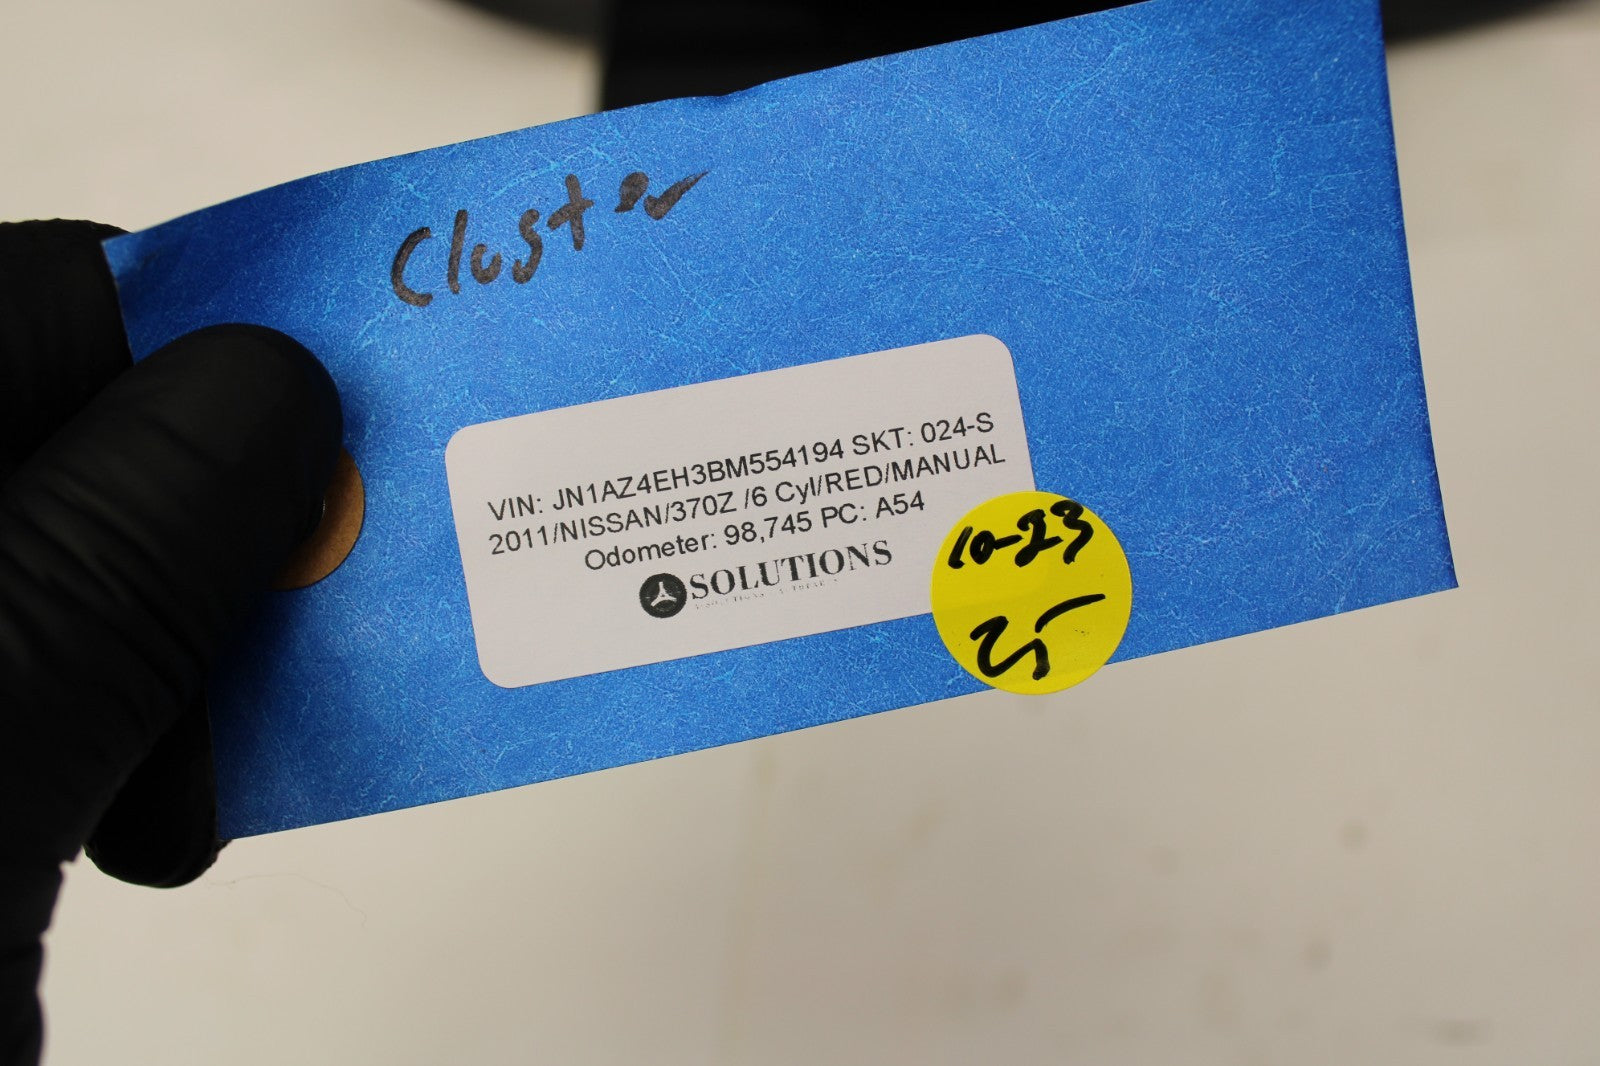 Cluster
VIN: JN1AZ4EH3BM554194 SKT: 024-S
2011/NISSAN/370Z /6 Cyl/RED/MANUAL
Odometer: 98,745 PC: A54
SOLUTIONS
10-23
25